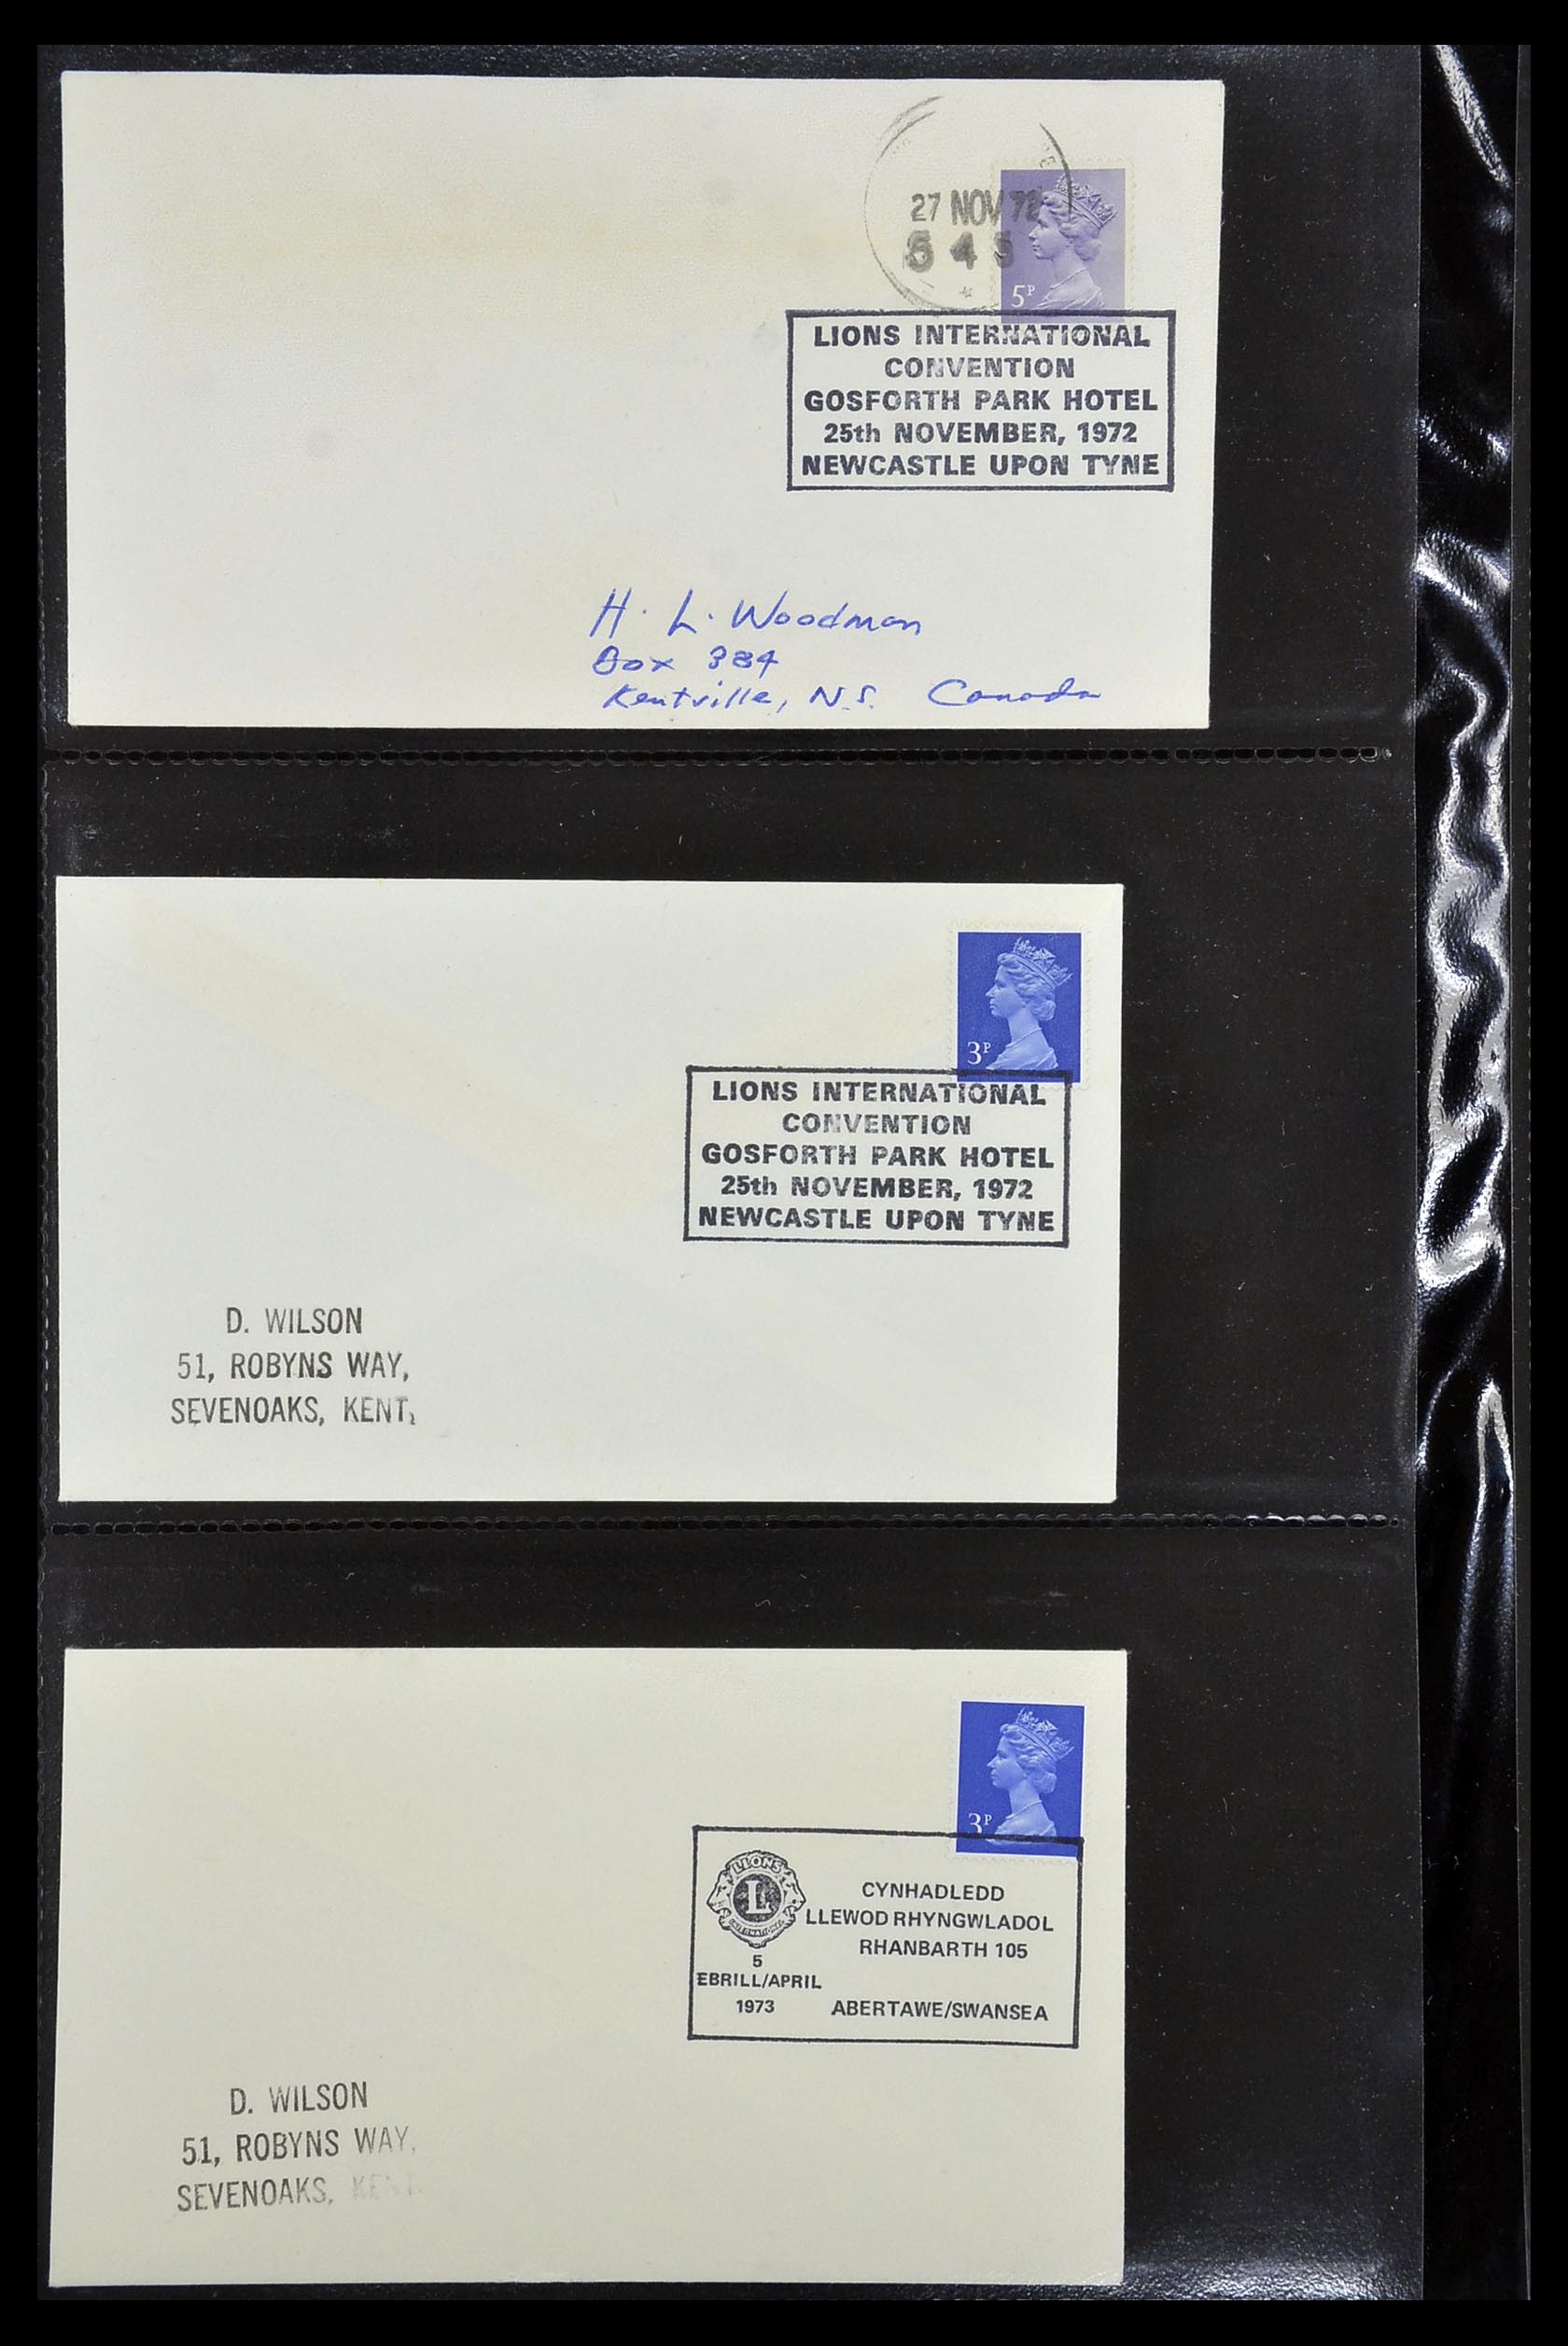 27 NOV 72
5P
LIONS INTERNATIONAL
CONVENTION
GOSFORTH PARK HOTEL
25th NOVEMBER, 1972
NEWCASTLE UPON TYNE
H. L. Woodman
Box 384
Kentville, N.S. Canada
3P
LIONS INTERNATIONAL
CONVENTION
GOSFORTH PARK HOTEL
25th NOVEMBER, 1972
NEWCASTLE UPON TYNE
D. WILSON
51, ROBYNS WAY,
SEVENOAKS, KENT.
3P
LIONS
L
INTERNATIONAL
CYNHADLEDD
LLEWOD RHYNGWLADOL
RHANBARTH 105
5
EBRILL/APRIL
1973 ABERTAWE/SWANSEA
D. WILSON
51, ROBYNS WAY,
SEVENOAKS, KENT.